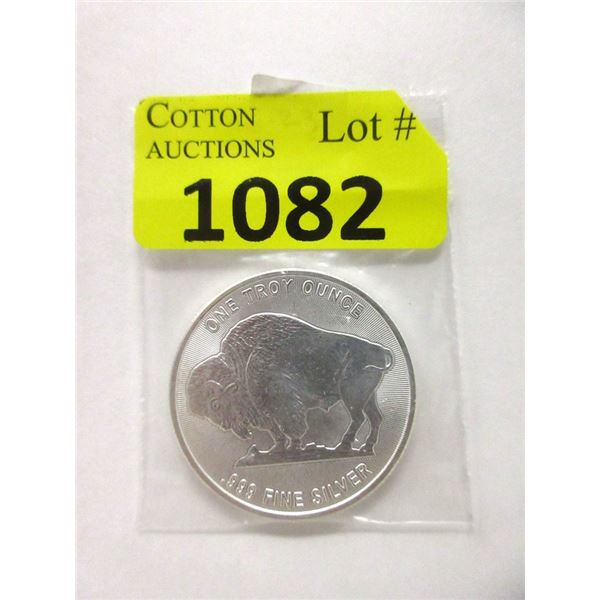 COTTON AUCTIONS
Lot #
1082
ONE TROY OUNCE
.999 FINE SILVER